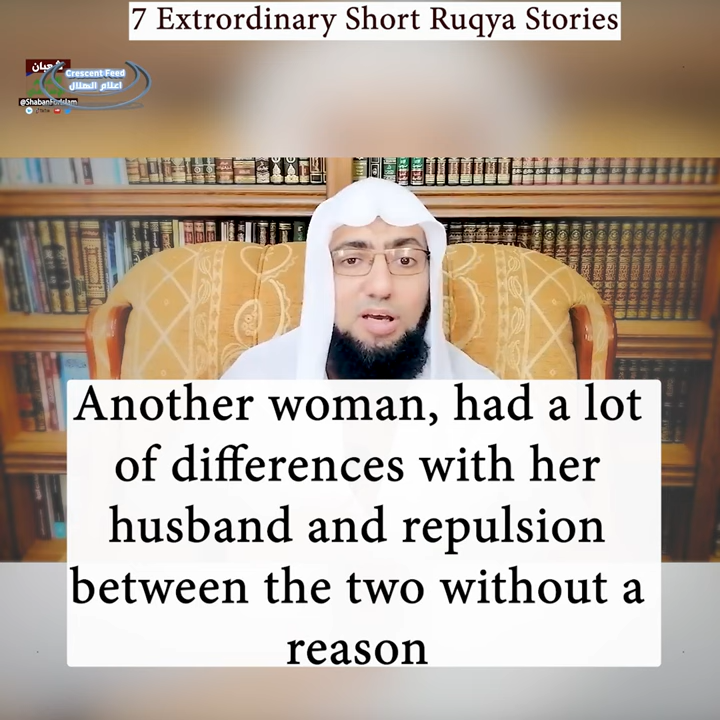 7 Extrordinary Short Ruqya Stories
Crescent Feed
اعلام الهلال
@ShabanFurIslam
Another woman, had a lot
of differences with her
husband and repulsion
between the two without a
reason